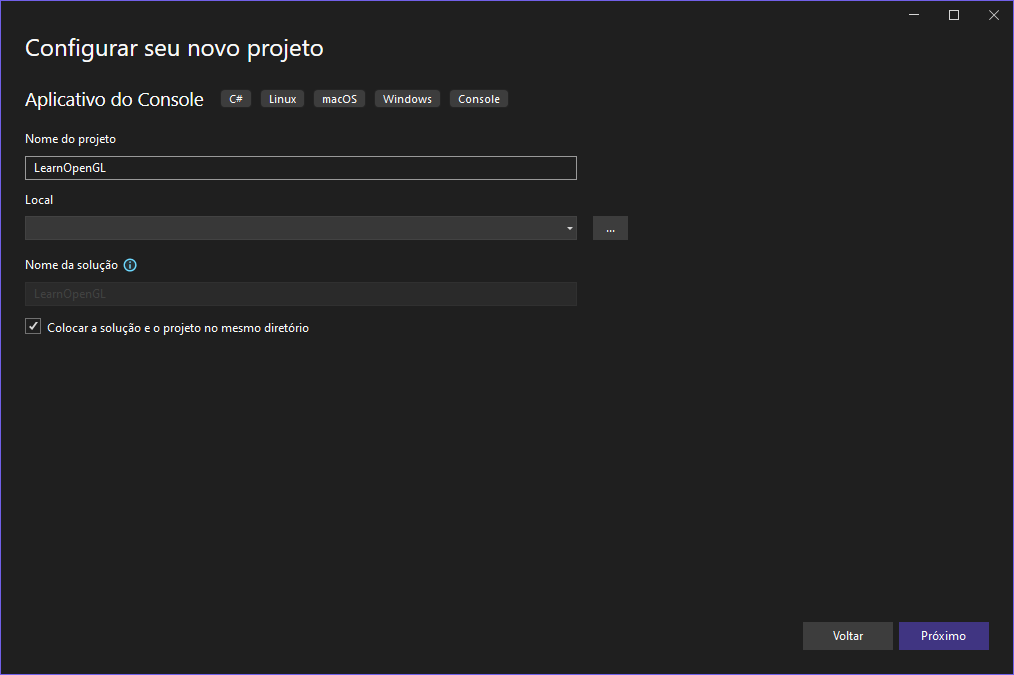 Configurar seu novo projeto
Aplicativo do Console C# Linux macOS Windows Console
Nome do projeto
LearnOpenGL
Local
...
Nome da solução
LearnOpenGL
Colocar a solução e o projeto no mesmo diretório
Voltar Próximo